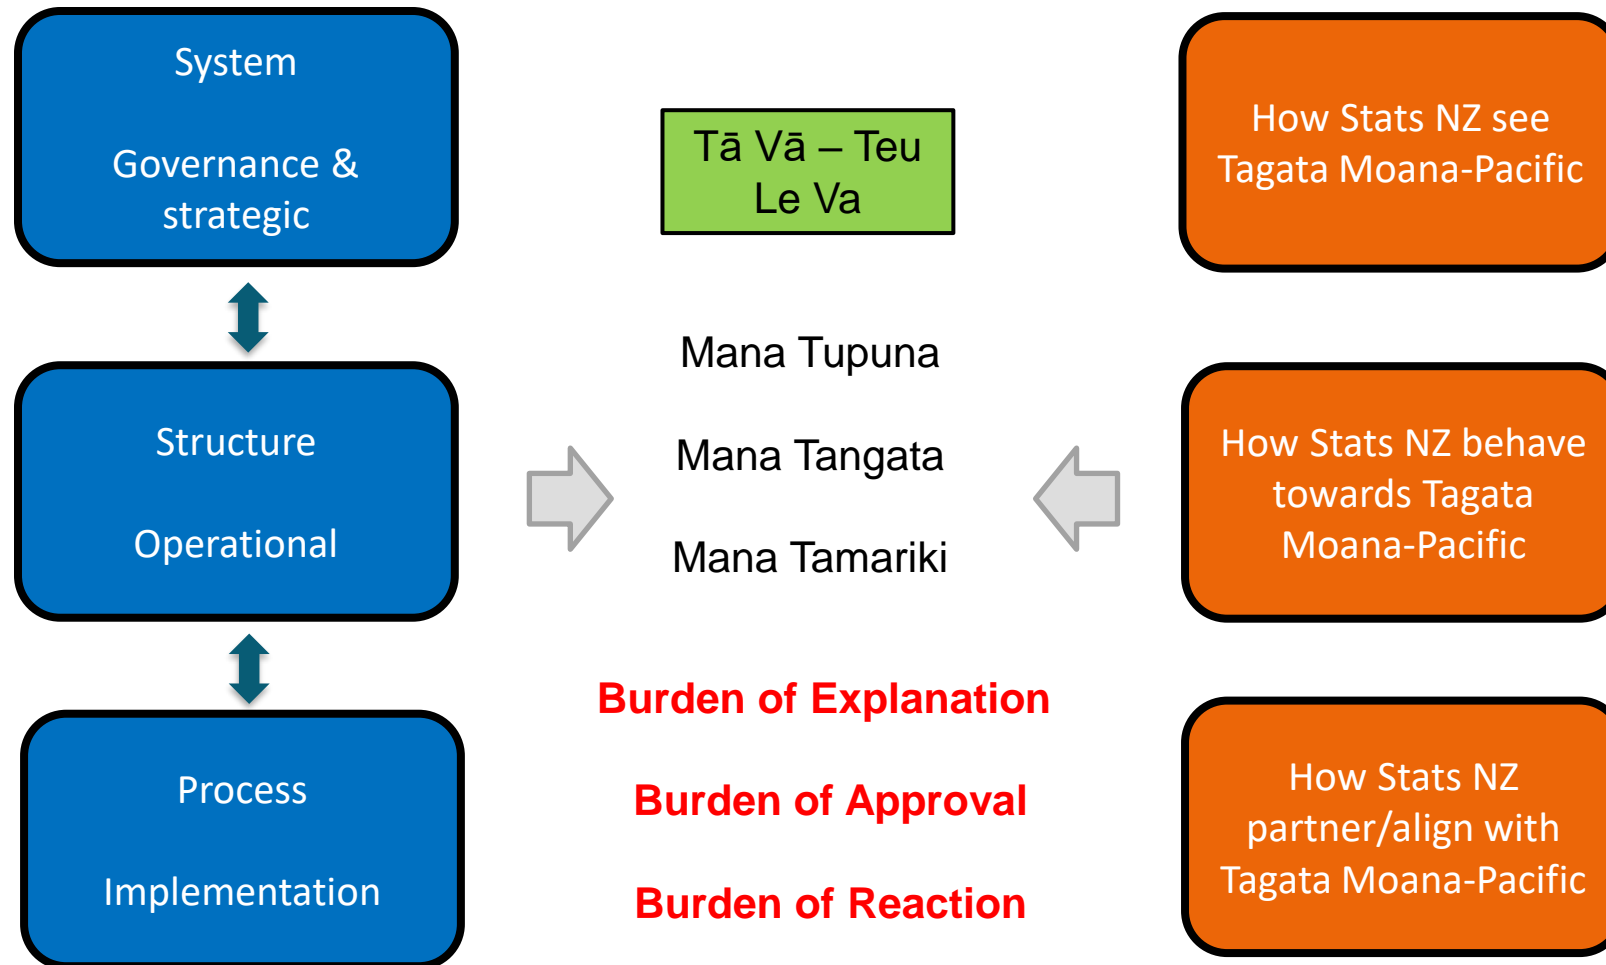 System
Governance &
strategic
Structure
Operational
Process
Implementation
Tā Vā – Teu
Le Va
Mana Tupuna
Mana Tangata
Mana Tamariki
Burden of Explanation
Burden of Approval
Burden of Reaction
How Stats NZ see
Tagata Moana-Pacific
How Stats NZ behave
towards Tagata
Moana-Pacific
How Stats NZ
partner/align with
Tagata Moana-Pacific